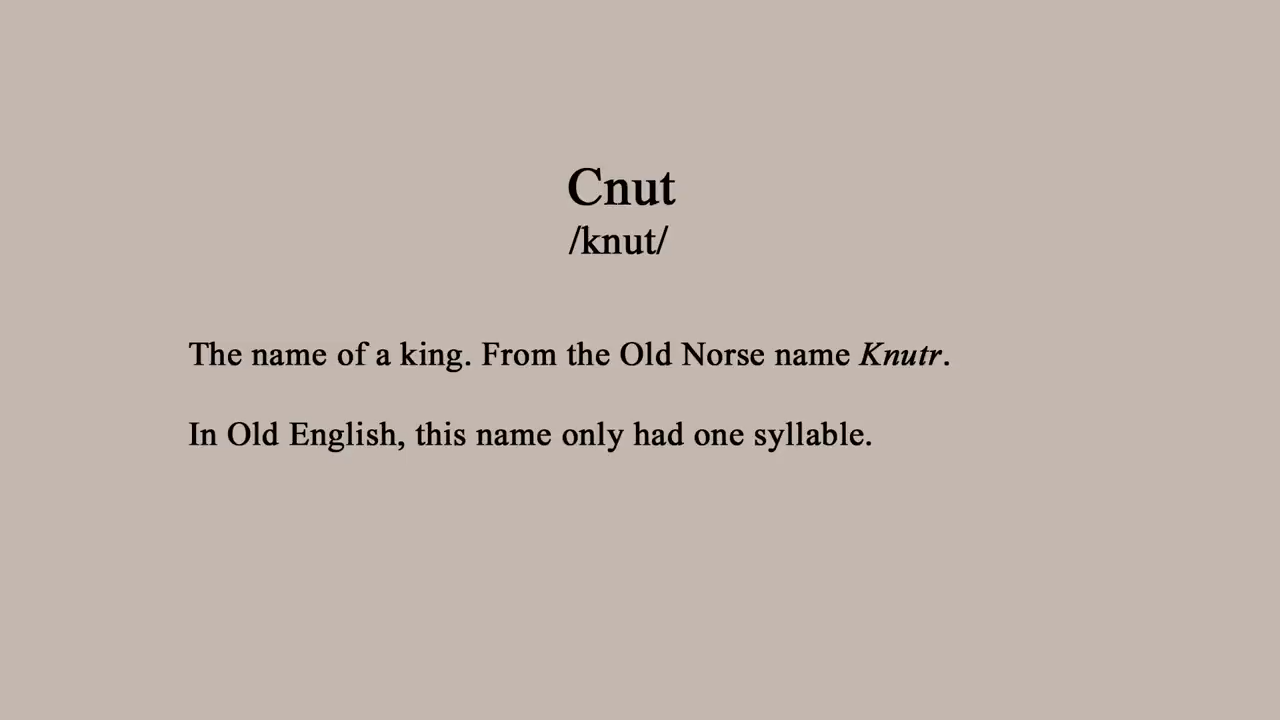 Cnut
/knut/
The name of a king. From the Old Norse name Knutr.
In Old English, this name only had one syllable.